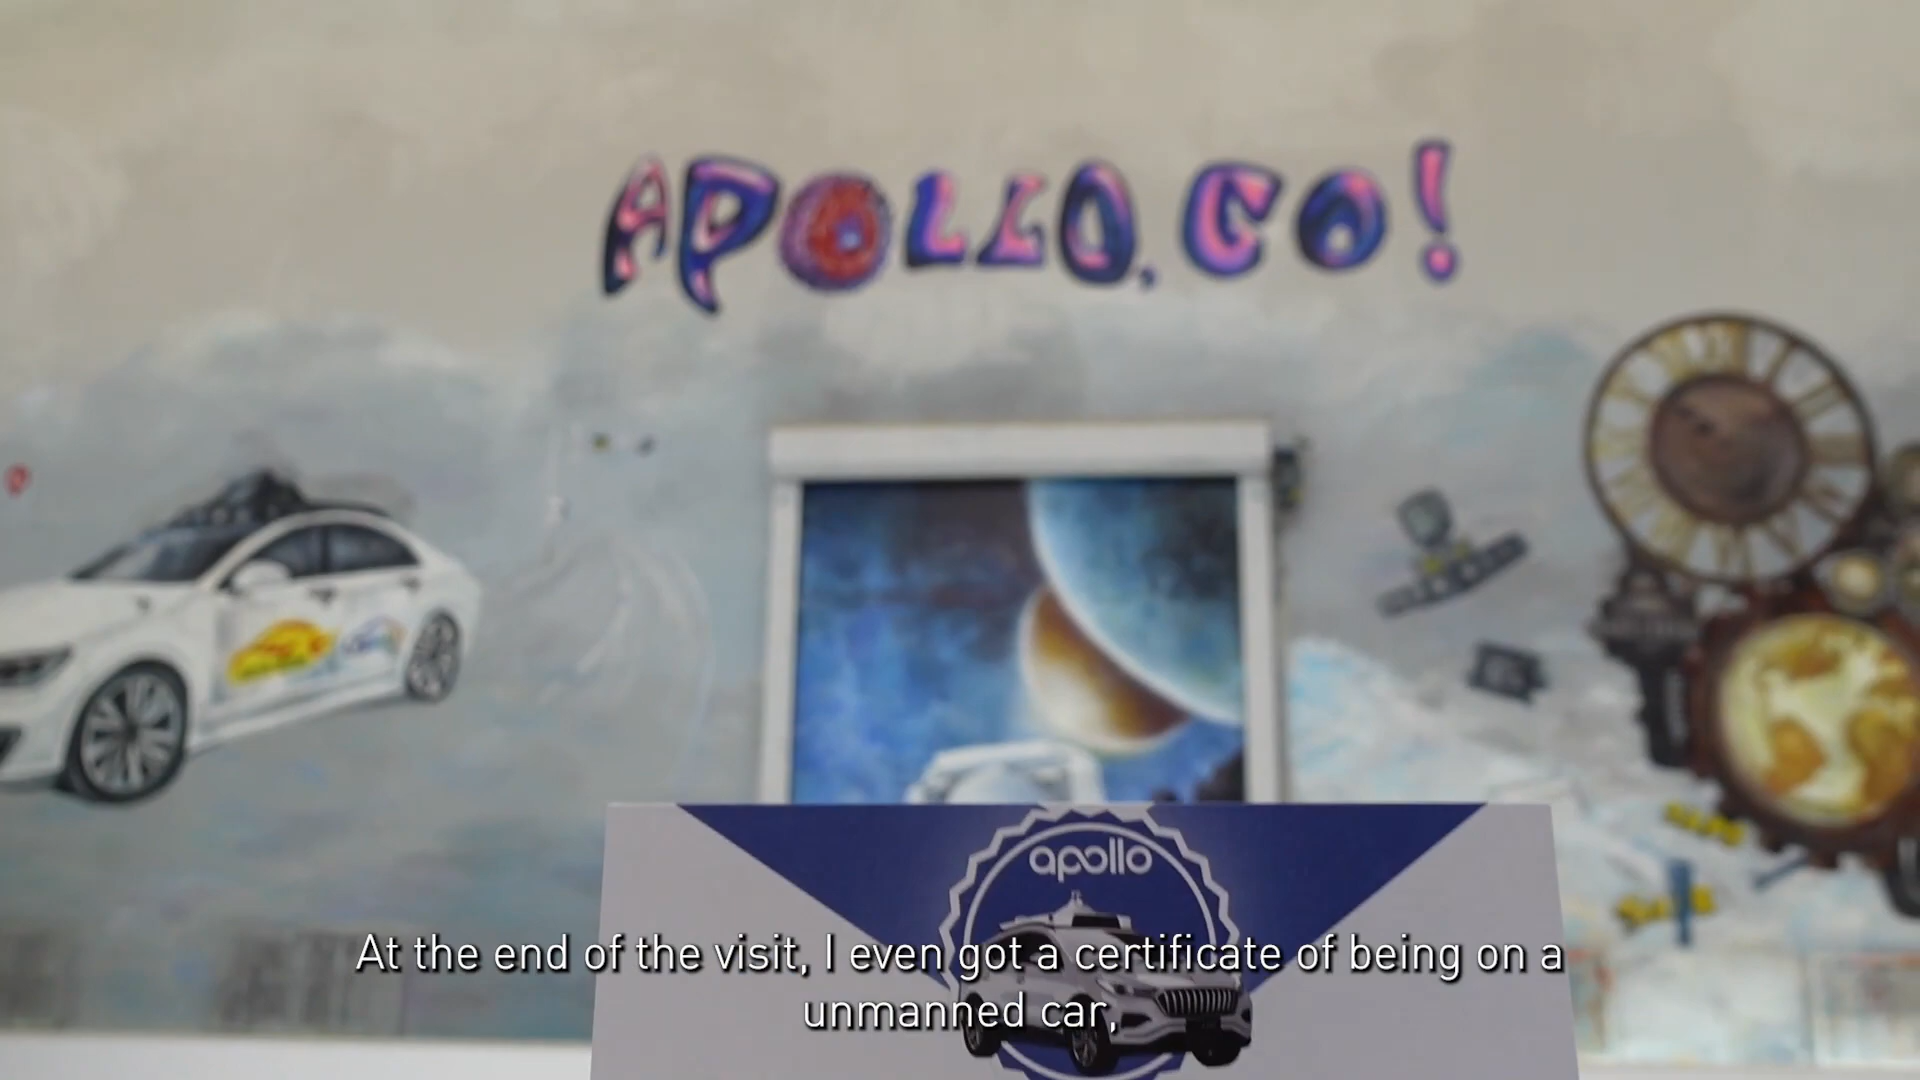 APOLLO, GO!
apollo
At the end of the visit, I even got a certificate of being on a
unmanned car,